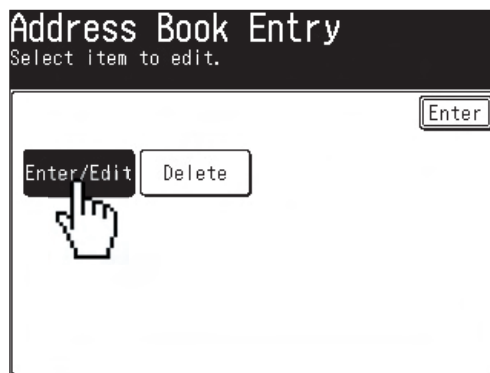 Address Book Entry
Select item to edit.
Enter
Enter/Edit Delete